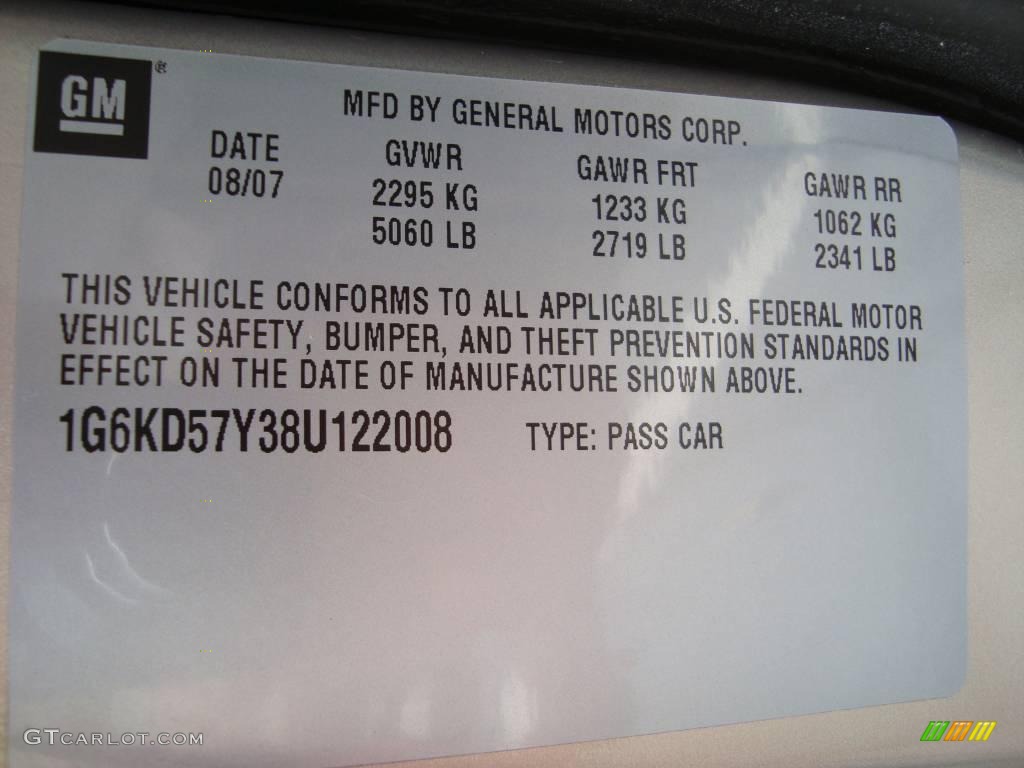 GM®
MFD BY GENERAL MOTORS CORP.
DATE GVWR GAWR FRT GAWR RR
08/07 2295 KG 1233 KG 1062 KG
5060 LB 2719 LB 2341 LB
THIS VEHICLE CONFORMS TO ALL APPLICABLE U.S. FEDERAL MOTOR
VEHICLE SAFETY, BUMPER, AND THEFT PREVENTION STANDARDS IN
EFFECT ON THE DATE OF MANUFACTURE SHOWN ABOVE.
1G6KD57Y38U122008 TYPE: PASS CAR
GTCARLOT.COM